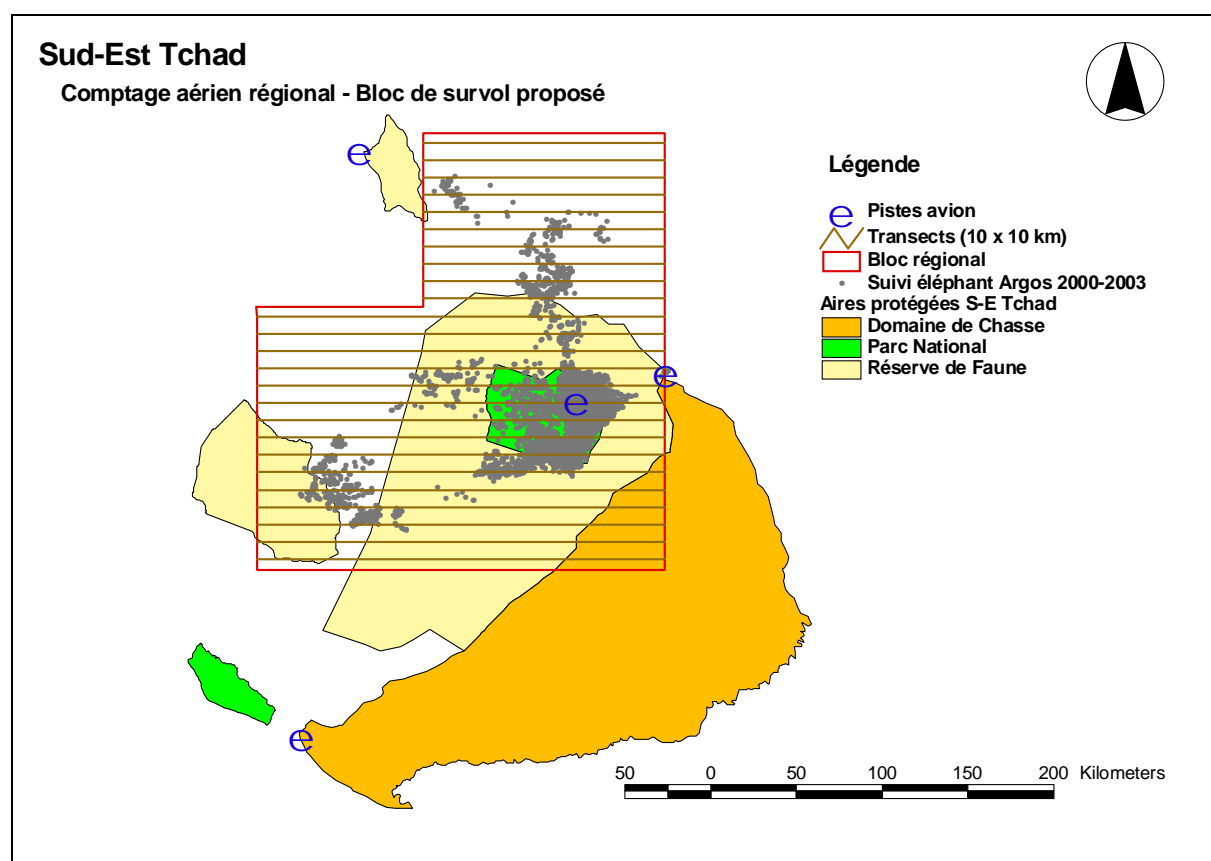 Sud-Est Tchad
Comptage aérien régional - Bloc de survol proposé
e
e
e
e
Légende
e Pistes avion
Transects (10 x 10 km)
Bloc régional
Suivi éléphant Argos 2000-2003
Aires protégées S-E Tchad
Domaine de Chasse
Parc National
Réserve de Faune
50 0 50 100 150 200 Kilometers